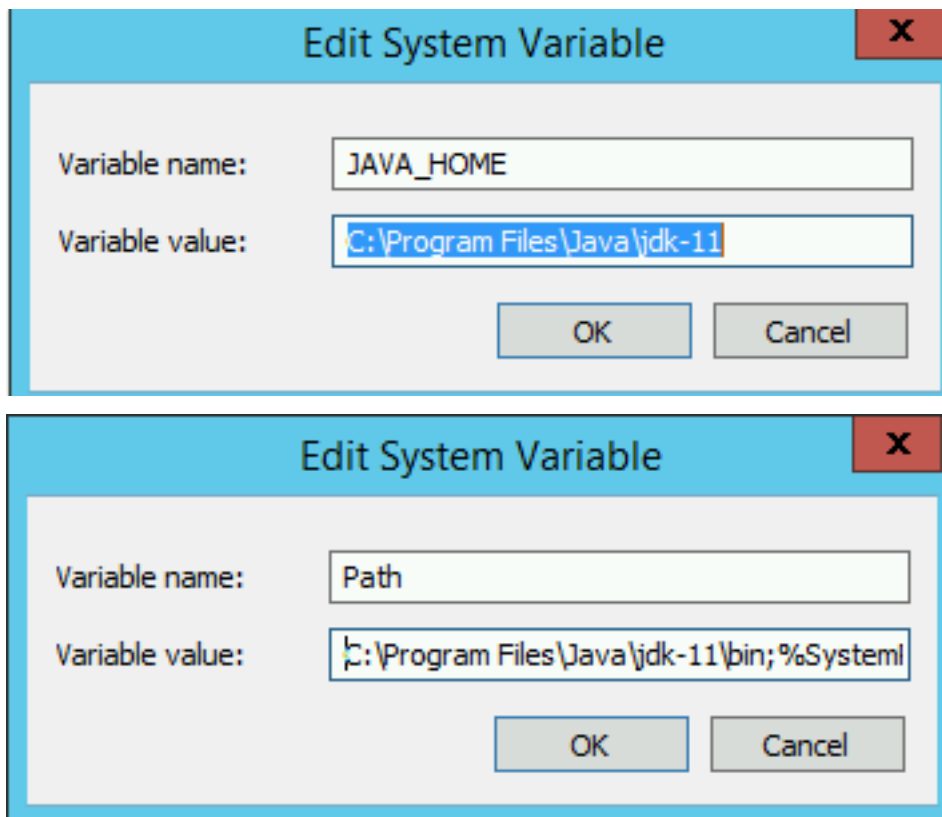 Edit System Variable
x
Variable name: JAVA_HOME
Variable value: C:\Program Files\Java\jdk-11
OK Cancel
Edit System Variable
x
Variable name: Path
Variable value: C:\Program Files\Java\jdk-11\bin;%System
OK Cancel